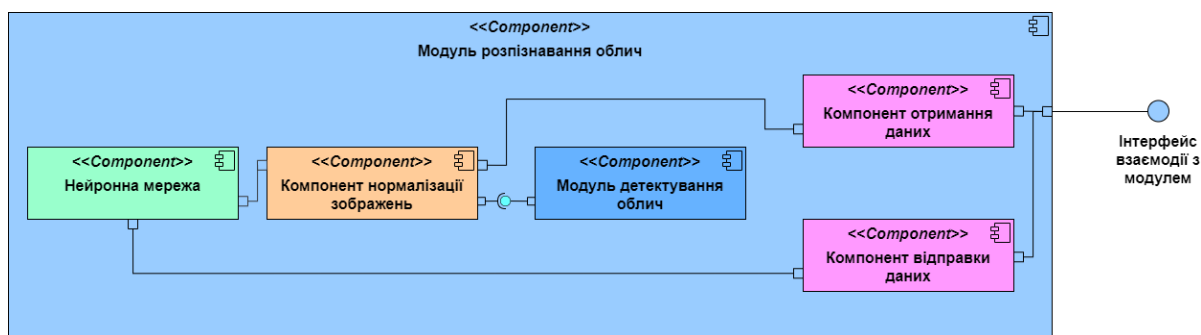 <<Component>>
Модуль розпізнавання облич
<<Component>>
Компонент отримання
даних
<<Component>>
Нейронна мережа
<<Component>>
Компонент нормалізації
зображень
<<Component>>
Модуль детектування
облич
<<Component>>
Компонент відправки
даних
Інтерфейс
взаємодії з
модулем